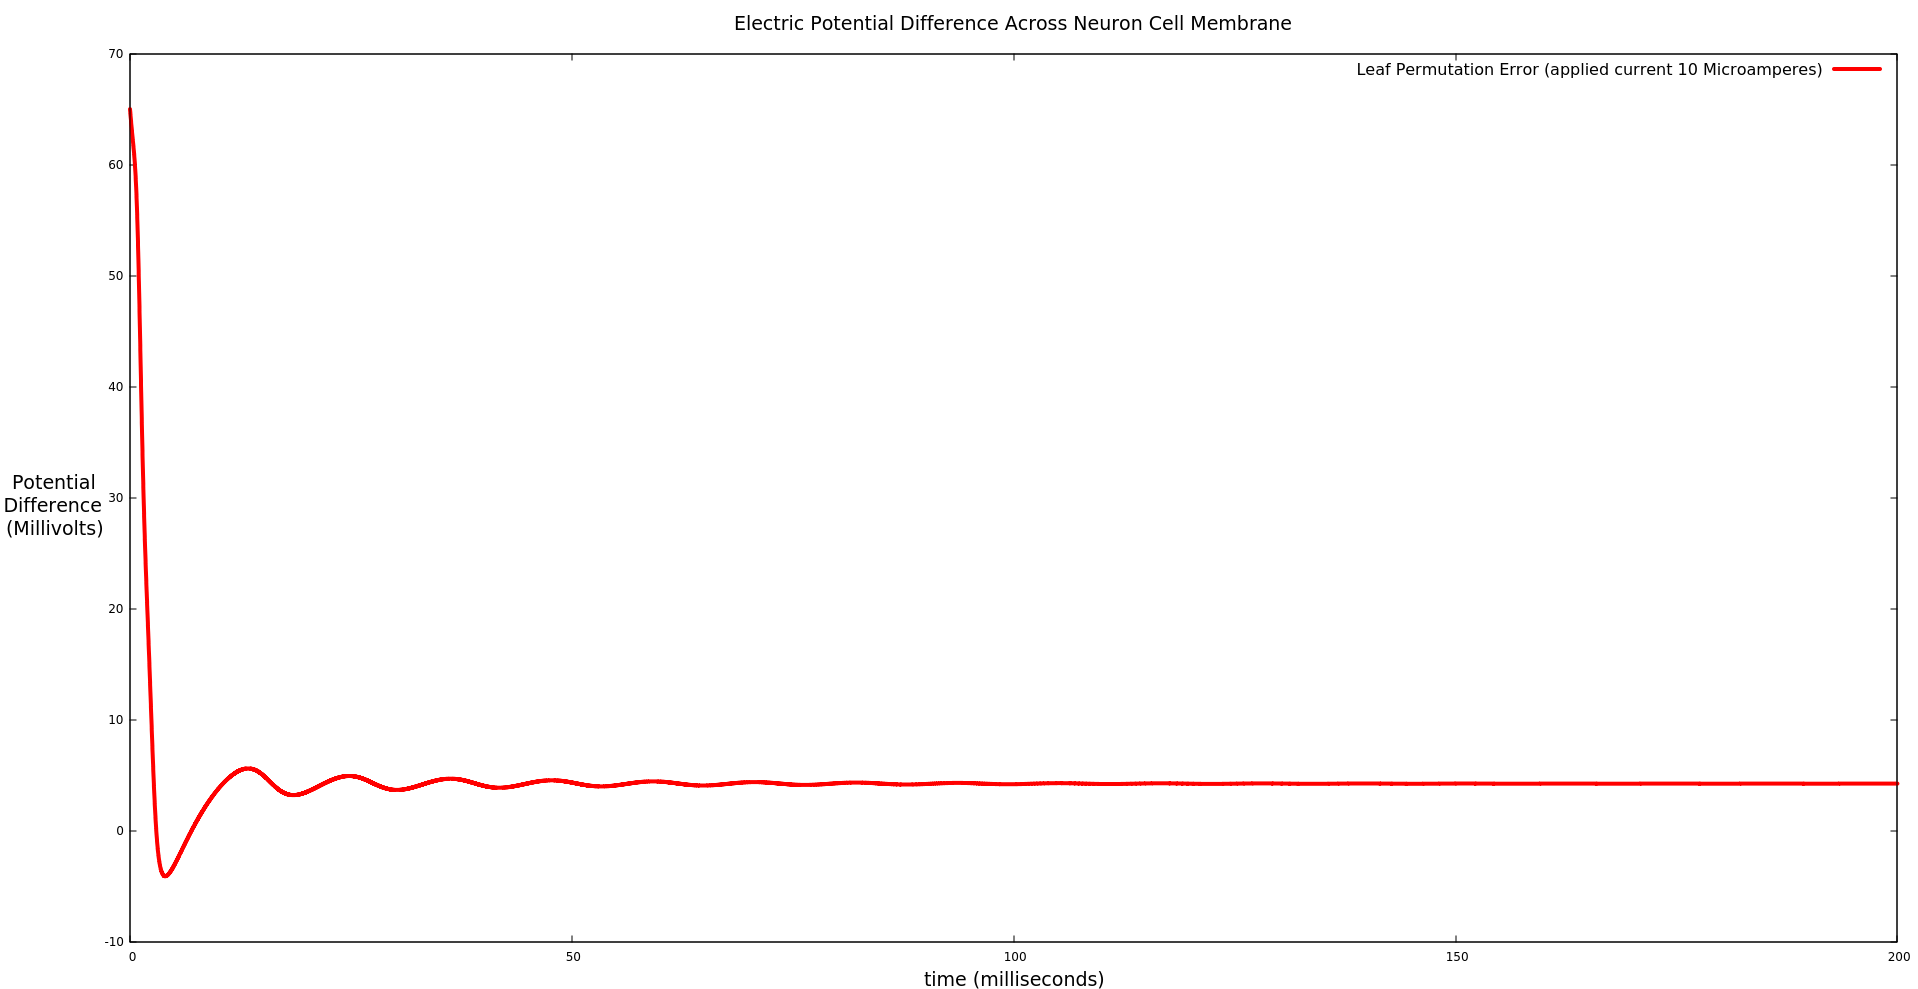 Electric Potential Difference Across Neuron Cell Membrane
Leaf Permutation Error (applied current 10 Microamperes)
70
60
50
40
30
20
10
0
-10
Potential
Difference
(Millivolts)
0 50 100 150 200
time (milliseconds)